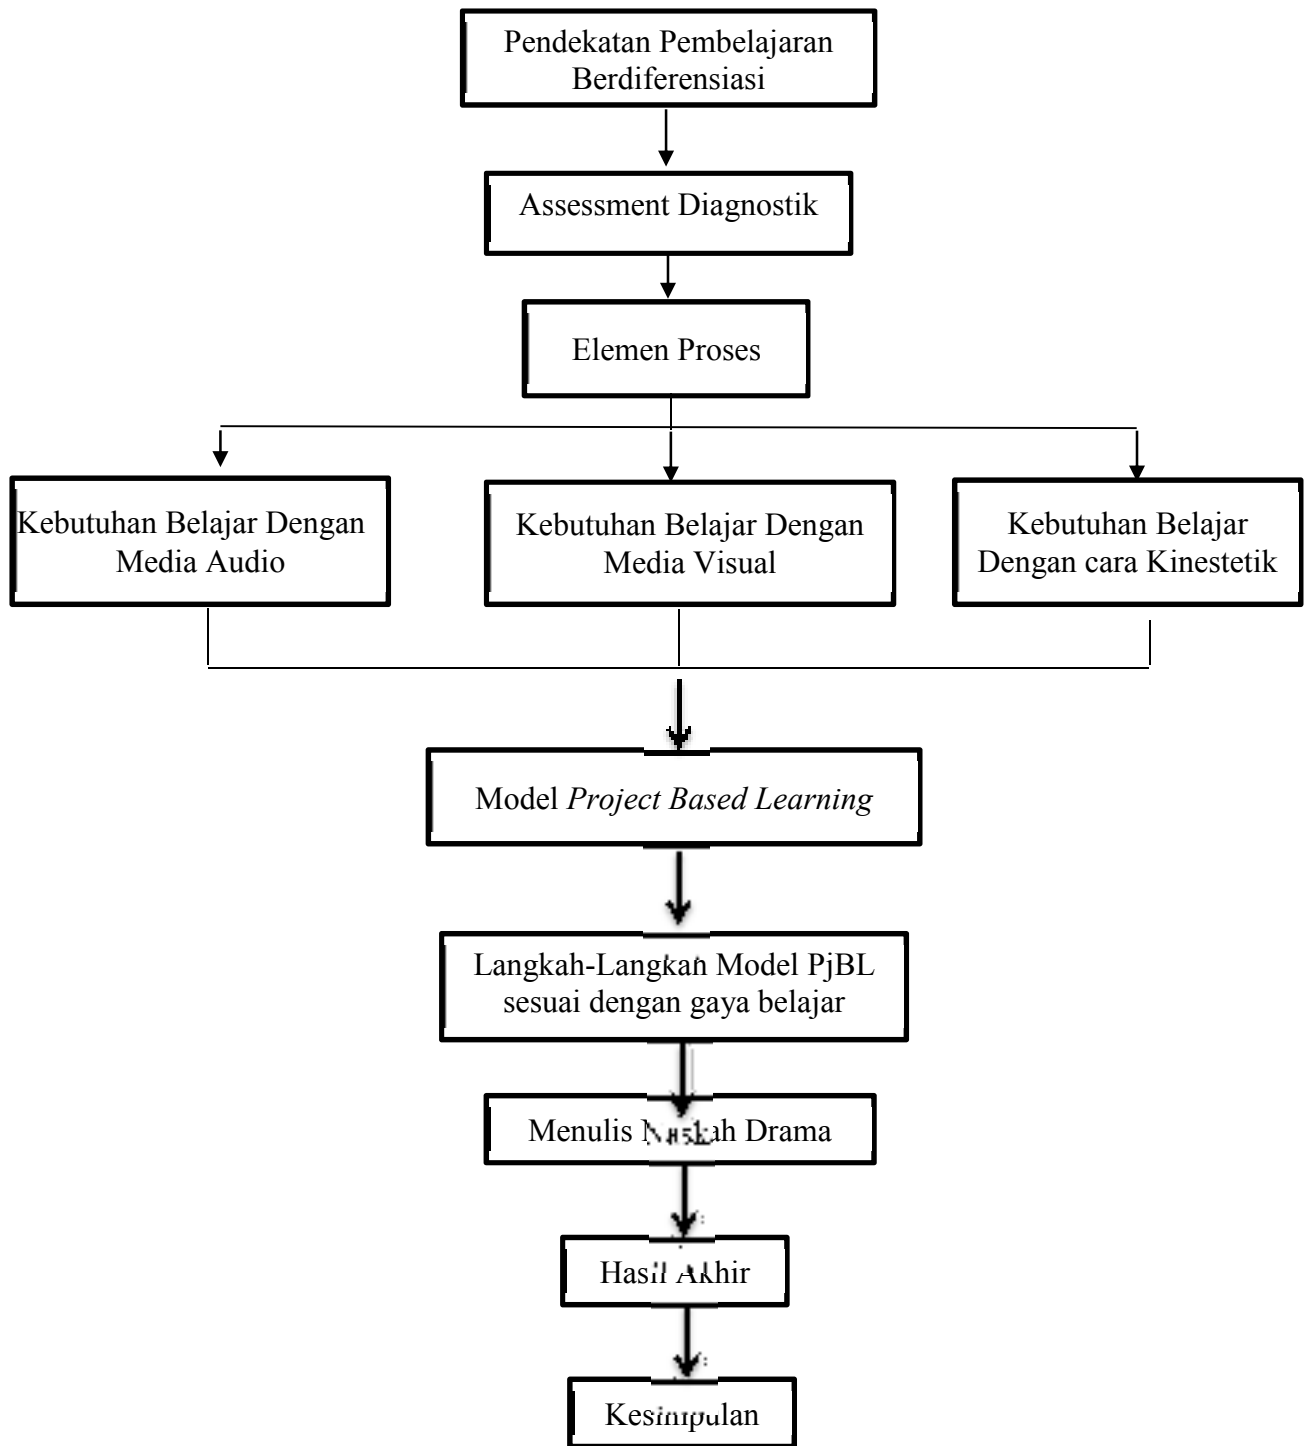 Pendekatan Pembelajaran
Berdiferensiasi
Assessment Diagnostik
Elemen Proses
Kebutuhan Belajar Dengan
Media Audio
Kebutuhan Belajar Dengan
Media Visual
Kebutuhan Belajar
Dengan cara Kinestetik
Model Project Based Learning
Langkah-Langkan Model PjBL
sesuai dengan gaya belajar
Menulis Naskah Drama
Hasil Akhir
Kesimpulan